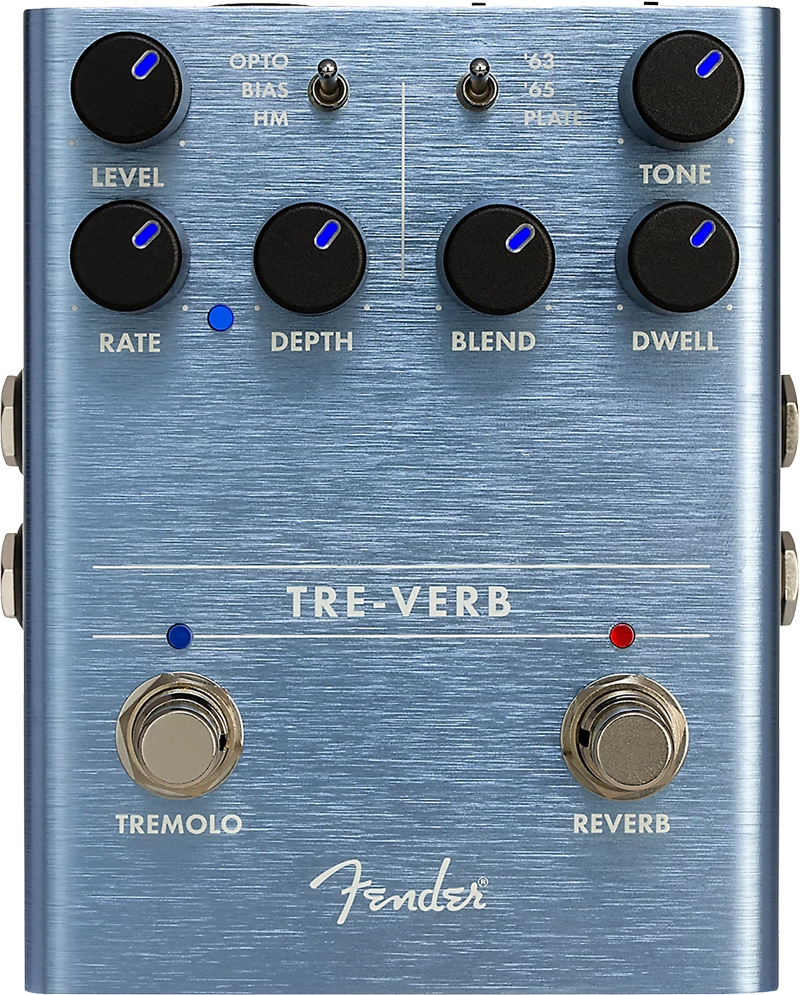 OPTO
BIAS
HM
'63
'65
PLATE
LEVEL
TONE
RATE
DEPTH
BLEND
DWELL
TRE-VERB
TREMOLO
REVERB
Fender®